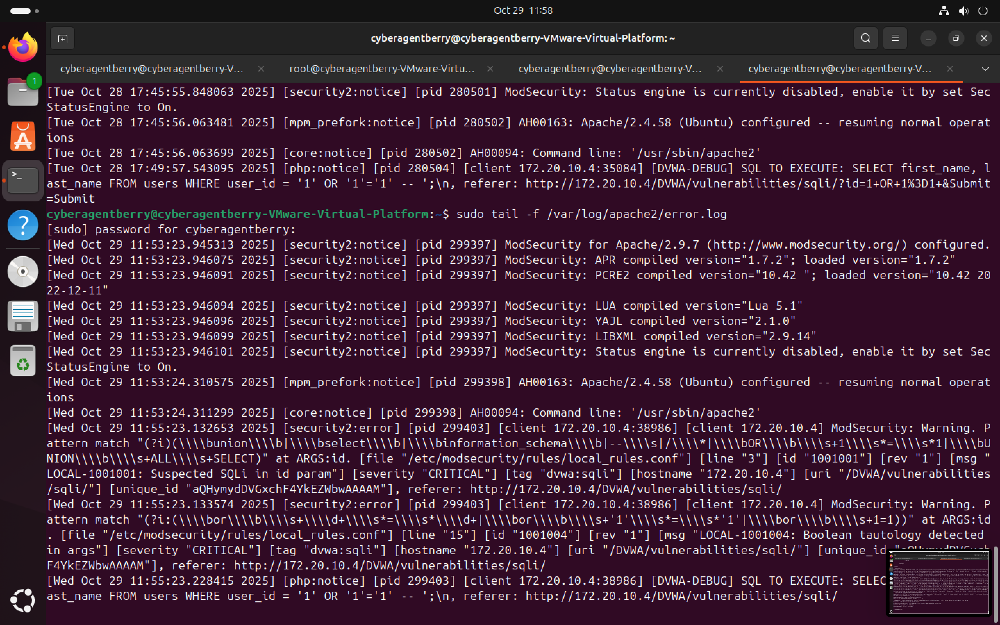 Oct 29 11:58
cyberagentberry@cyberagentberry-VMware-Virtual-Platform: ~
cyberagentberry@cyberagentberry-V...
root@cyberagentberry-VMware-Virtu...
cyberagentberry@cyberagentberry-V...
cyberagentberry@cyberagentberry-V...
1
[Tue Oct 28 17:45:55.848063 2025] [security2:notice] [pid 280501] ModSecurity: Status engine is currently disabled, enable it by set Sec
StatusEngine to On.
[Tue Oct 28 17:45:56.063481 2025] [mpm_prefork:notice] [pid 280502] AH00163: Apache/2.4.58 (Ubuntu) configured -- resuming normal operat
ions
[Tue Oct 28 17:45:56.063699 2025] [core:notice] [pid 280502] AH00094: Command line: '/usr/sbin/apache2'
[Tue Oct 28 17:49:57.543095 2025] [php:notice] [pid 280504] [client 172.20.10.4:35084] [DVWA-DEBUG] SQL TO EXECUTE: SELECT first_name, l
ast_name FROM users WHERE user_id = '1' OR '1'='1' -- ';\n, referer: http://172.20.10.4/DVWA/vulnerabilities/sqli/?id=1+OR+1%3D1+&Submit
=Submit
cyberagentberry@cyberagentberry-VMware-Virtual-Platform:~$ sudo tail -f /var/log/apache2/error.log
[sudo] password for cyberagentberry:
[Wed Oct 29 11:53:23.945313 2025] [security2:notice] [pid 299397] ModSecurity for Apache/2.9.7 (http://www.modsecurity.org/) configured.
[Wed Oct 29 11:53:23.946075 2025] [security2:notice] [pid 299397] ModSecurity: APR compiled version="1.7.2"; loaded version="1.7.2"
[Wed Oct 29 11:53:23.946091 2025] [security2:notice] [pid 299397] ModSecurity: PCRE2 compiled version="10.42 "; loaded version="10.42 20
22-12-11"
[Wed Oct 29 11:53:23.946094 2025] [security2:notice] [pid 299397] ModSecurity: LUA compiled version="Lua 5.1"
[Wed Oct 29 11:53:23.946096 2025] [security2:notice] [pid 299397] ModSecurity: YAJL compiled version="2.1.0"
[Wed Oct 29 11:53:23.946099 2025] [security2:notice] [pid 299397] ModSecurity: LIBXML compiled version="2.9.14"
[Wed Oct 29 11:53:23.946101 2025] [security2:notice] [pid 299397] ModSecurity: Status engine is currently disabled, enable it by set Sec
StatusEngine to On.
[Wed Oct 29 11:53:24.310575 2025] [mpm_prefork:notice] [pid 299398] AH00163: Apache/2.4.58 (Ubuntu) configured -- resuming normal operat
ions
[Wed Oct 29 11:53:24.311299 2025] [core:notice] [pid 299398] AH00094: Command line: '/usr/sbin/apache2'
[Wed Oct 29 11:55:23.132653 2025] [security2:error] [pid 299403] [client 172.20.10.4:38986] [client 172.20.10.4] ModSecurity: Warning. P
attern match "(?i)(\\\\bunion\\\\b|\\\\bselect\\\\b|\\\\binformation_schema\\\\b|--\\\\s|/\\\\*|\\\\bOR\\\\b\\\\s+1\\\\s*=\\\\s*1|\\\\bU
NION\\\\b\\\\s+ALL\\\\s+SELECT)" at ARGS:id. [file "/etc/modsecurity/rules/local_rules.conf"] [line "3"] [id "1001001"] [rev "1"] [msg "
LOCAL-1001001: Suspected SQLi in id param"] [severity "CRITICAL"] [tag "dvwa:sqli"] [hostname "172.20.10.4"] [uri "/DVWA/vulnerabilities
/sqli/"] [unique_id "aQHymydDVGxchF4YkEZWbwAAAAM"], referer: http://172.20.10.4/DVWA/vulnerabilities/sqli/
[Wed Oct 29 11:55:23.133574 2025] [security2:error] [pid 299403] [client 172.20.10.4:38986] [client 172.20.10.4] ModSecurity: Warning. P
attern match "(?i:(\\\\bor\\\\b\\\\s+\\\\d+\\\\s*=\\\\s*\\\\d+|\\\\bor\\\\b\\\\s+'1'\\\\s*=\\\\s*'1'|\\\\bor\\\\b\\\\s+1=1))" at ARGS:id
. [file "/etc/modsecurity/rules/local_rules.conf"] [line "15"] [id "1001004"] [rev "1"] [msg "LOCAL-1001004: Boolean tautology detected
in args"] [severity "CRITICAL"] [tag "dvwa:sqli"] [hostname "172.20.10.4"] [uri "/DVWA/vulnerabilities/sqli/"] [unique_id
F4YkEZWbwAAAAM"], referer: http://172.20.10.4/DVWA/vulnerabilities/sqli/
[Wed Oct 29 11:55:23.228415 2025] [php:notice] [pid 299403] [client 172.20.10.4:38986] [DVWA-DEBUG] SQL TO EXECUTE: SELEC
ast_name FROM users WHERE user_id = '1' OR '1'='1' -- ';\n, referer: http://172.20.10.4/DVWA/vulnerabilities/sqli/